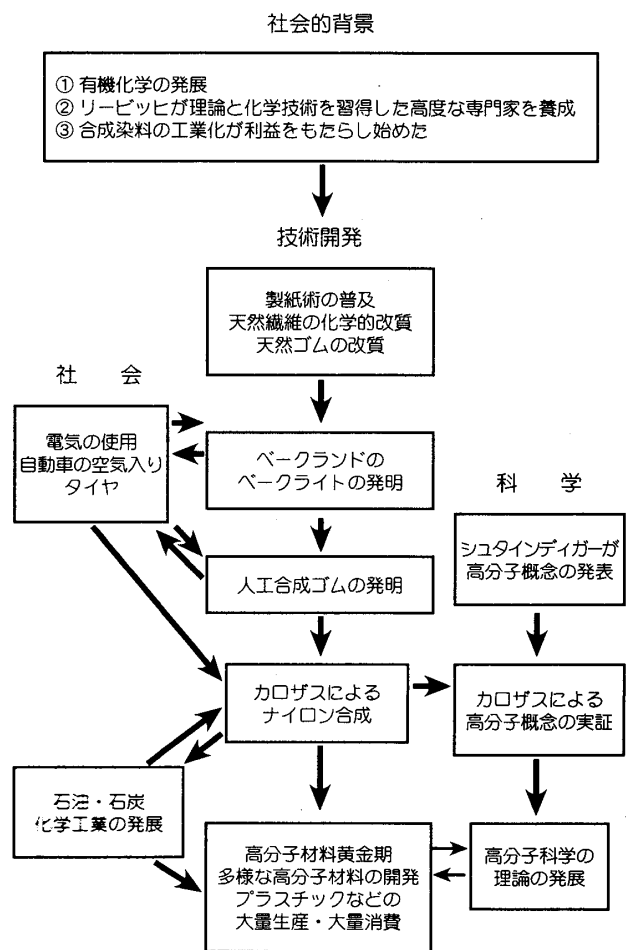 社会的背景
① 有機化学の発展
② リービッヒが理論と化学技術を習得した高度な専門家を養成
③ 合成染料の工業化が利益をもたらし始めた
技術開発
製紙術の普及
天然繊維の化学的改質
天然ゴムの改質
社 会
電気の使用
自動車の空気入り
タイヤ
ベークランドの
ベークライトの発明
科 学
シュタインディガーが
高分子概念の発表
人工合成ゴムの発明
カロザスによる
ナイロン合成
カロザスによる
高分子概念の実証
石油・石炭
化学工業の発展
高分子材料黄金期
多様な高分子材料の開発
プラスチックなどの
大量生産・大量消費
高分子科学の
理論の発展